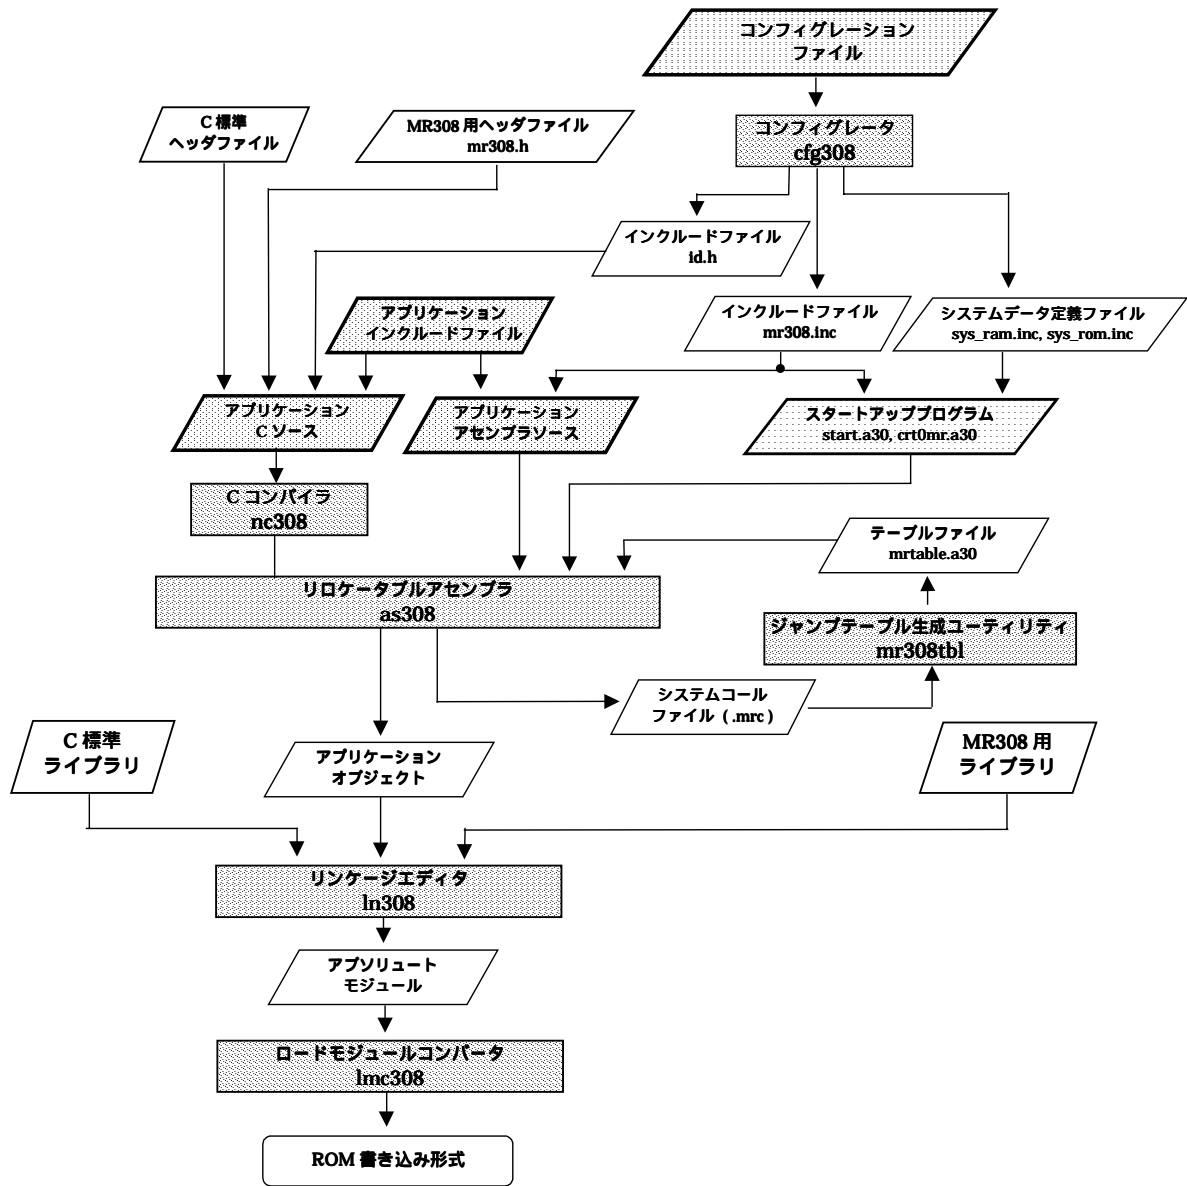 コンフィグレーション
ファイル
C 標準
ヘッダファイル
MR308 用ヘッダファイル
mr308.h
コンフィグレータ
cfg308
インクルードファイル
id.h
アプリケーション
インクルードファイル
インクルードファイル
mr308.inc
システムデータ定義ファイル
sys_ram.inc, sys_rom.inc
アプリケーション
C ソース
アプリケーション
アセンブラソース
スタートアッププログラム
start.a30, crt0mr.a30
C コンパイラ
nc308
テーブルファイル
mrtable.a30
リロケータブルアセンブラ
as308
ジャンプテーブル生成ユーティリティ
mr308tbl
システムコール
ファイル ( .mrc )
C 標準
ライブラリ
アプリケーション
オブジェクト
MR308 用
ライブラリ
リンケージエディタ
ln308
アブソリュート
モジュール
ロードモジュールコンバータ
lmc308
ROM 書き込み形式